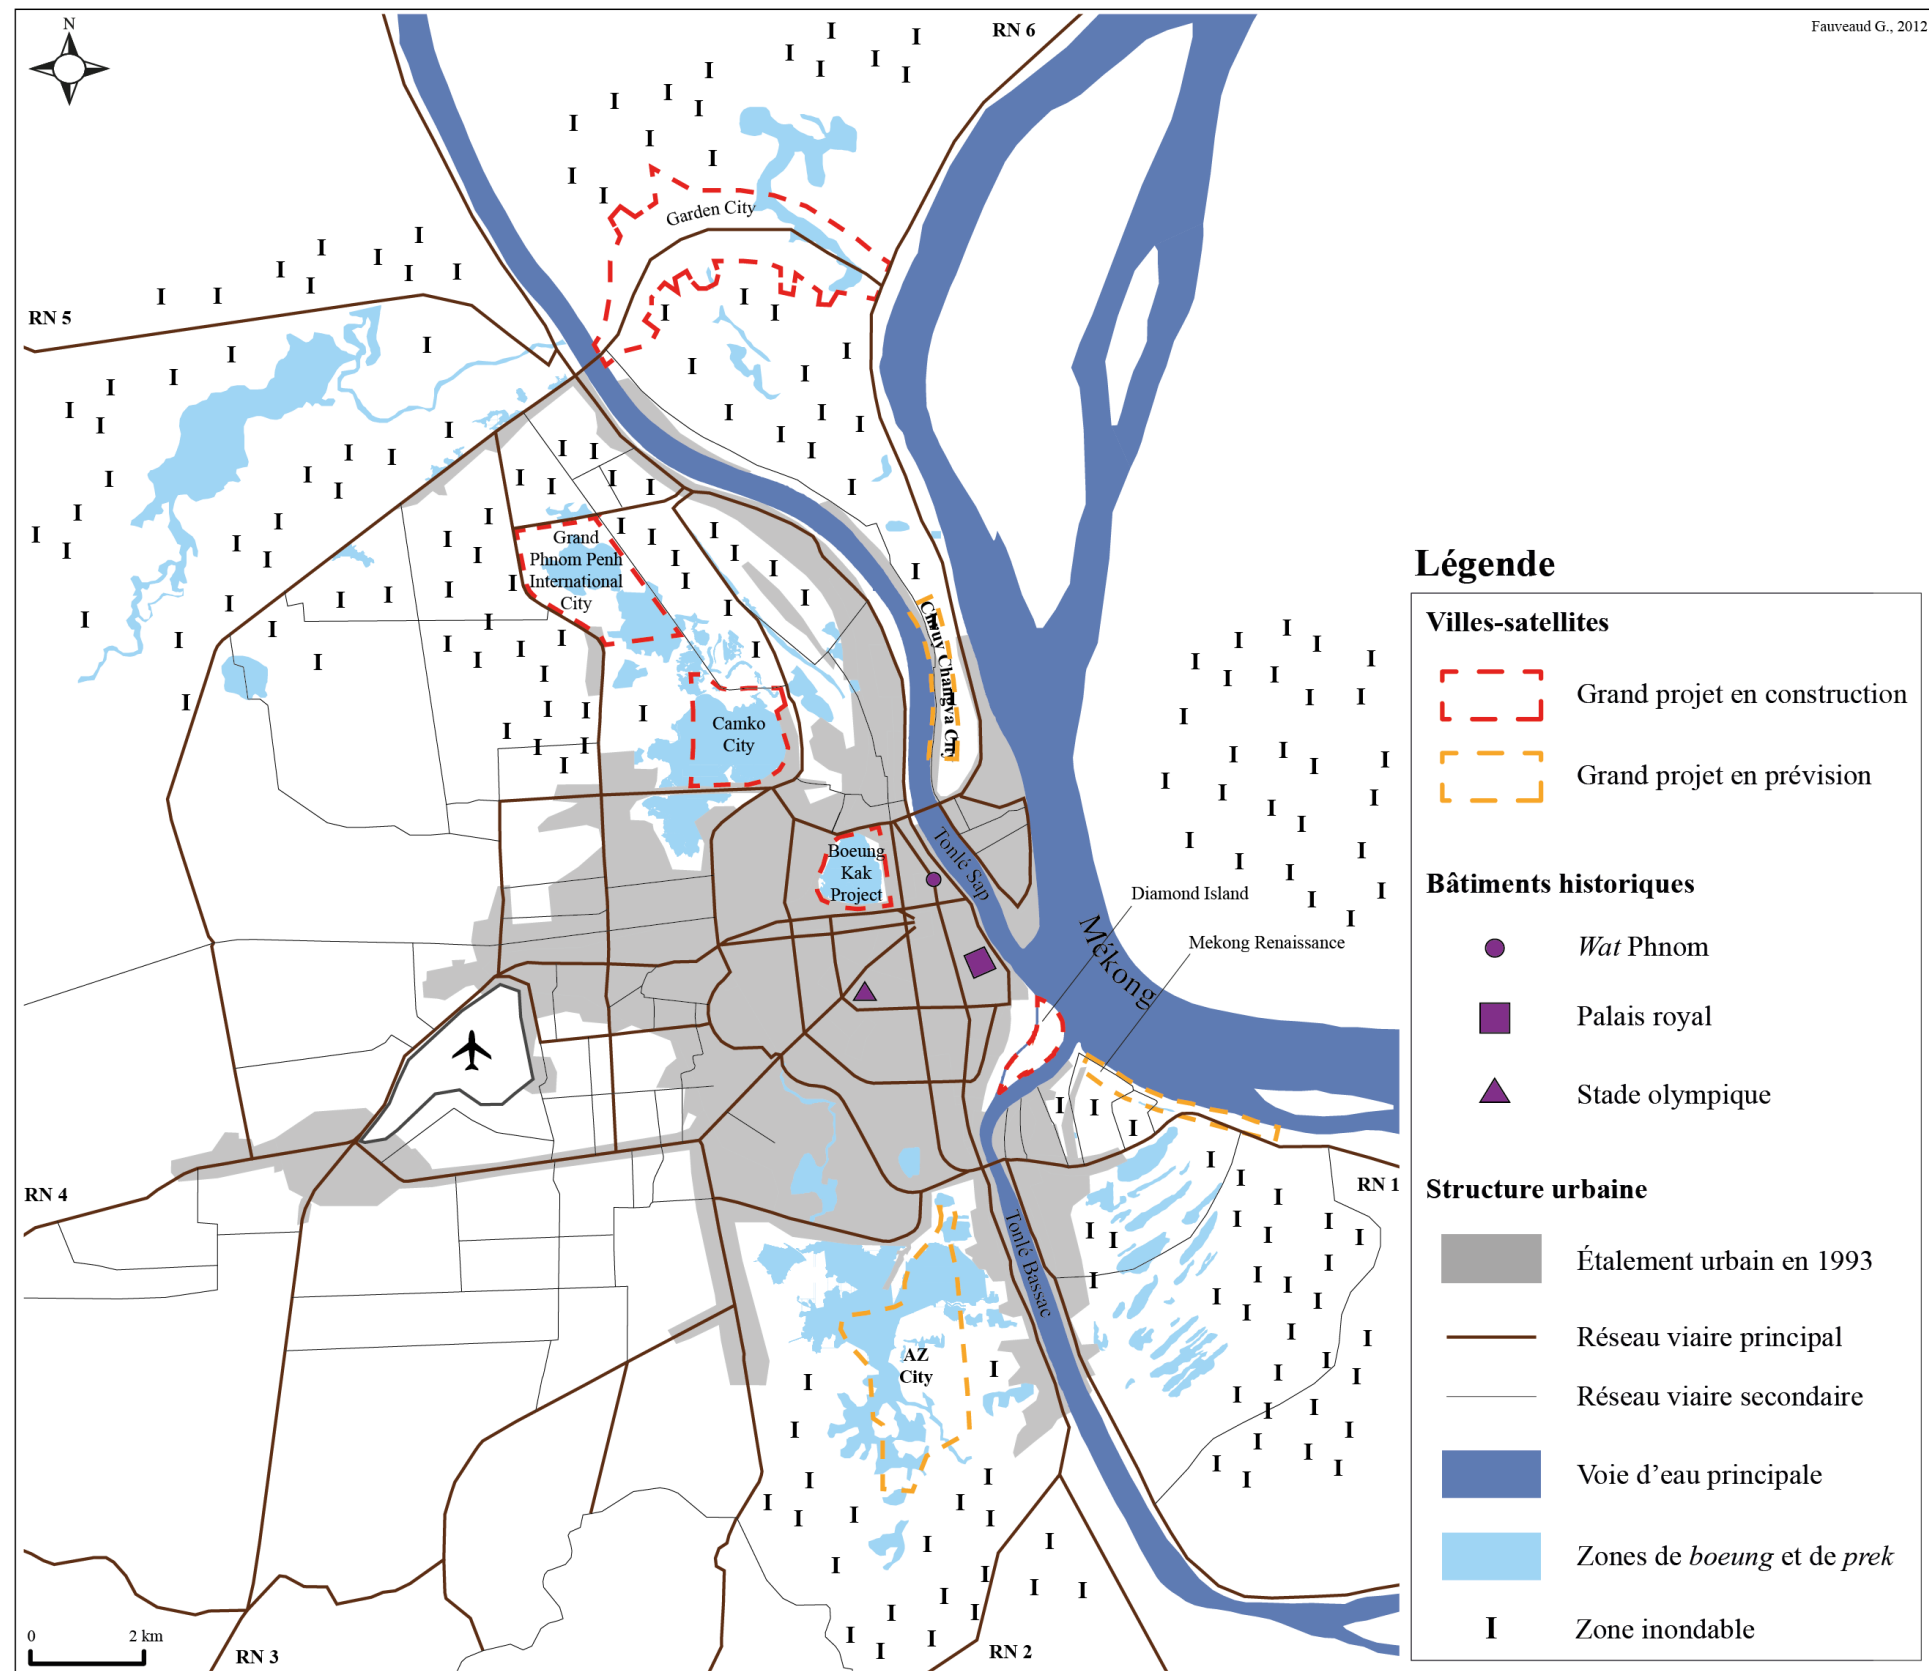 Fauveaud G., 2012
N
RN 6
Garden City
RN 5
Grand
Phnom Penh
International
City
Chruy Changva City
Camko
City
Boeung
Kak
Project
Tonlé Sap
Diamond Island
Mekong Renaissance
Mékong
RN 4
RN 1
Tonlé Bassac
AZ
City
0 2 km
RN 3
RN 2
Légende
Villes-satellites
Grand projet en construction
Grand projet en prévision
Bâtiments historiques
Wat Phnom
Palais royal
Stade olympique
Structure urbaine
Étalement urbain en 1993
Réseau viaire principal
Réseau viaire secondaire
Voie d’eau principale
Zones de boeung et de prek
I Zone inondable